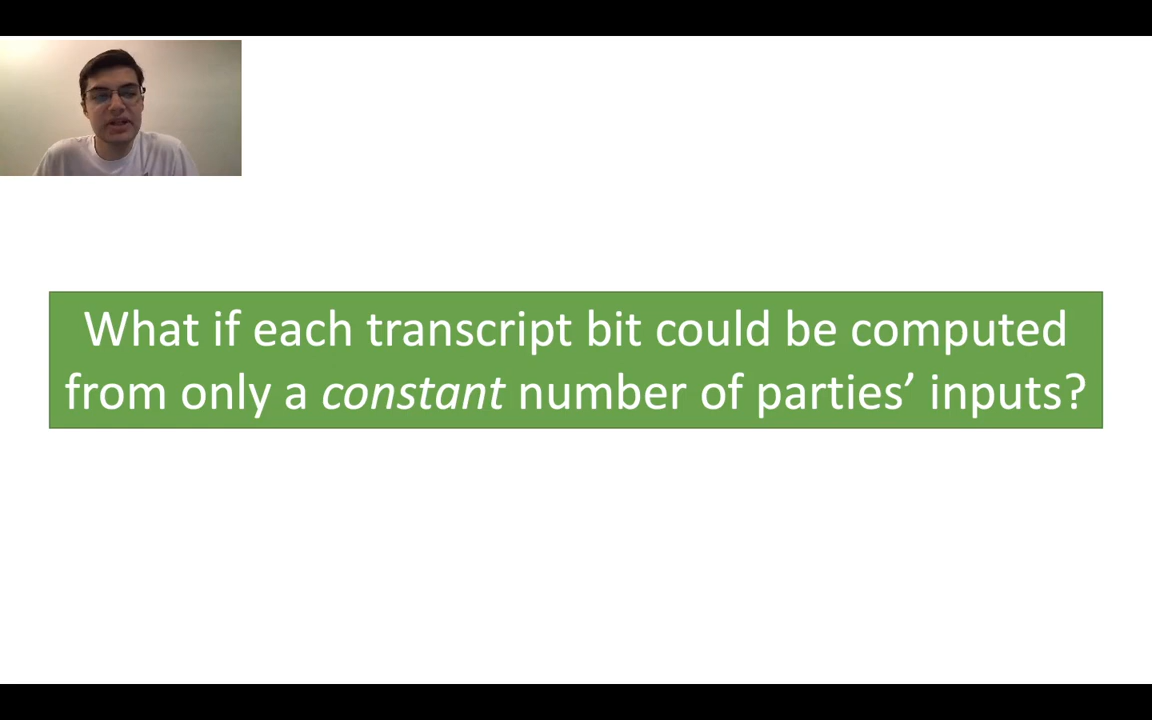 What if each transcript bit could be computed
from only a constant number of parties’ inputs?